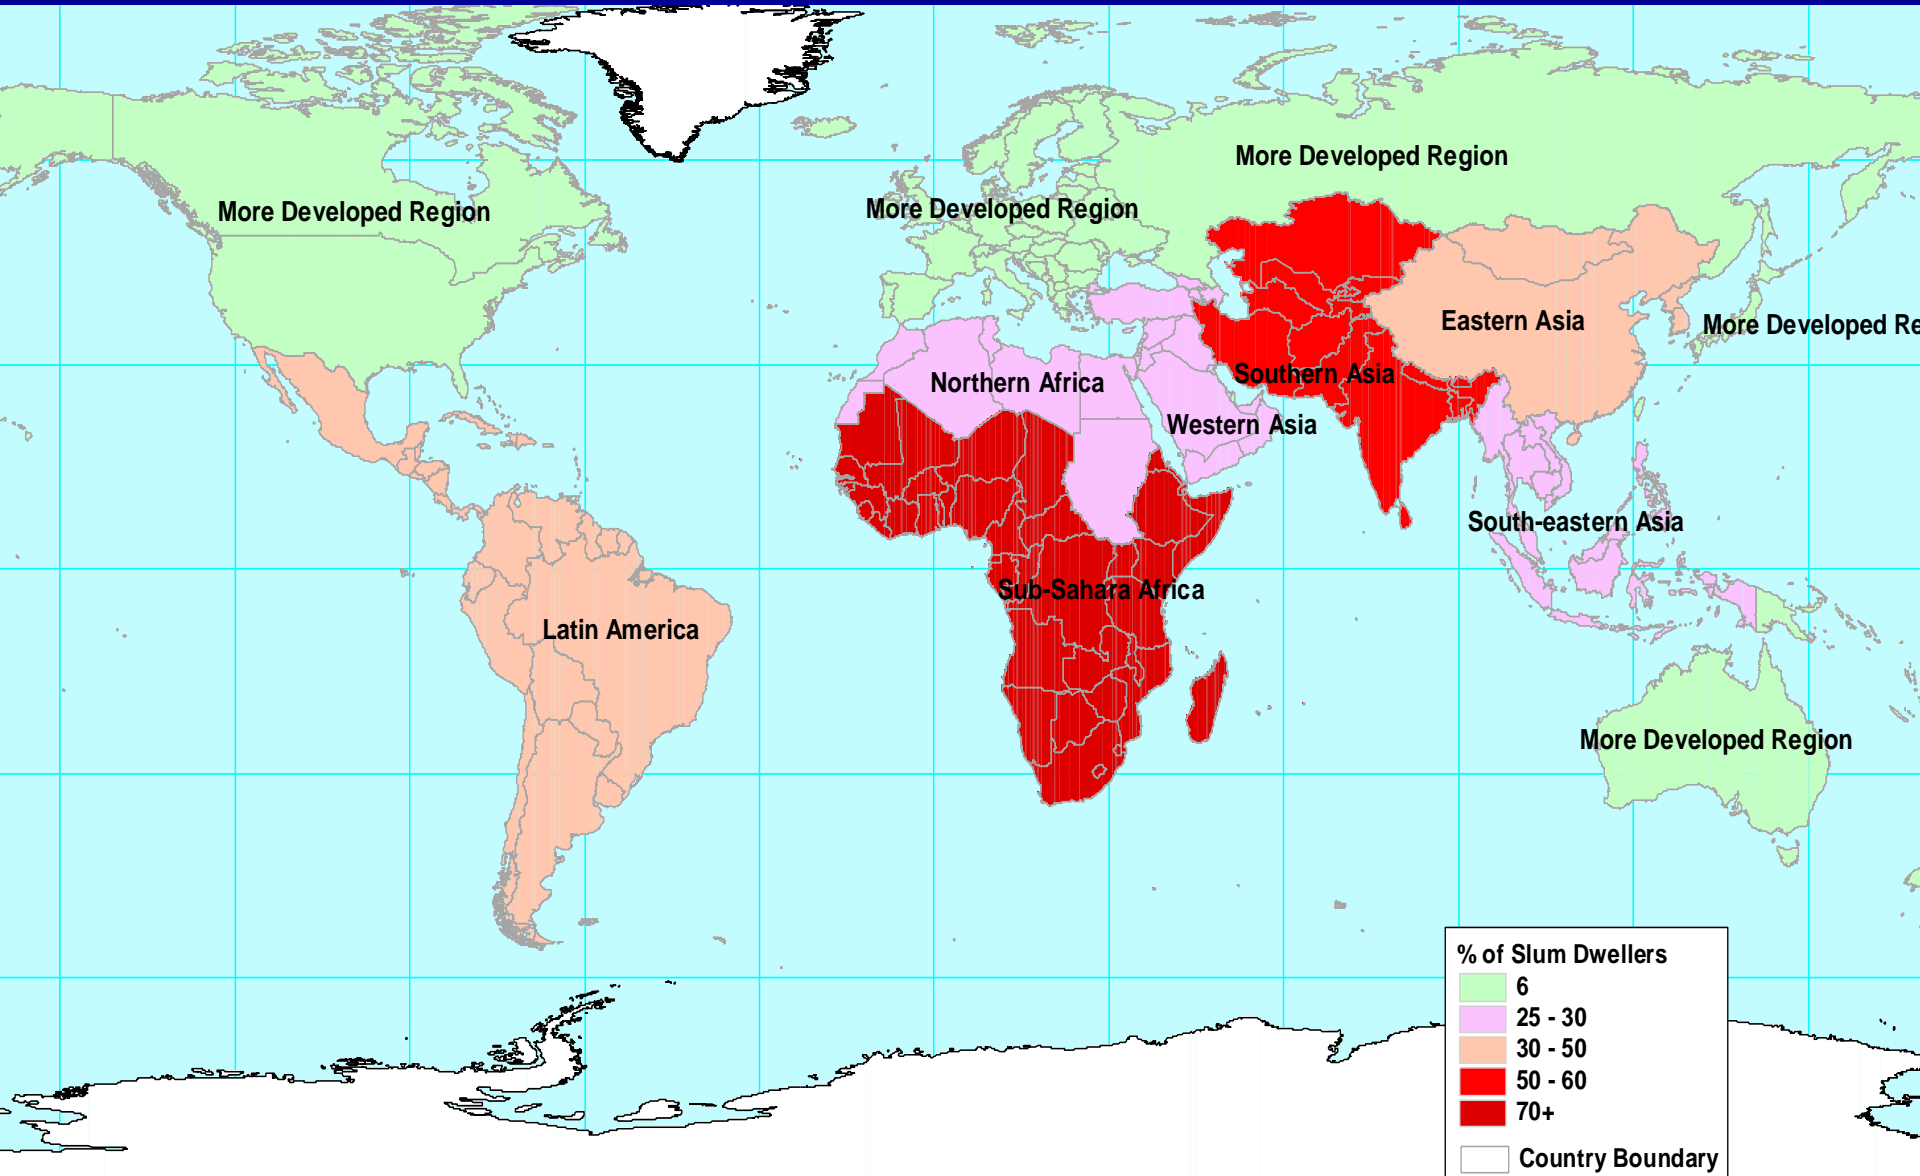 More Developed Region
More Developed Region
More Developed Region
Eastern Asia
More Developed Re
Southern Asia
Northern Africa
Western Asia
South-eastern Asia
Sub-Sahara Africa
Latin America
More Developed Region
% of Slum Dwellers
6
25 - 30
30 - 50
50 - 60
70+
Country Boundary